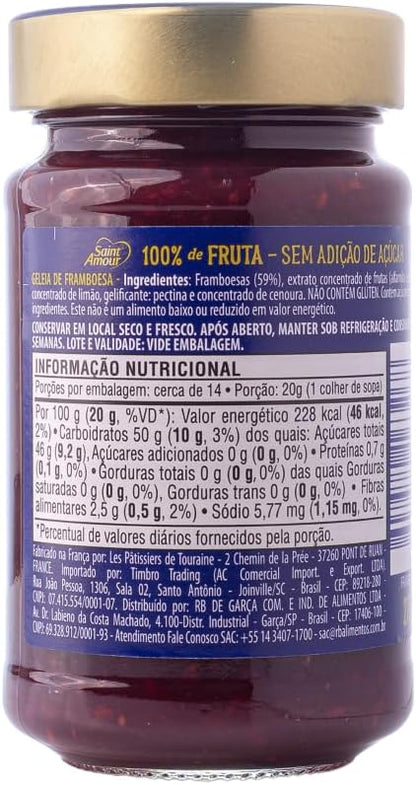 Saint
Amour
100% de FRUTA - SEM ADIÇÃO DE AÇÚCAR
GELEIA DE FRAMBOESA - Ingredientes: Framboesas (59%), extrato concentrado de frutas
concentrado de limão, gelificante: pectina e concentrado de cenoura. NÃO CONTÉM GLÚTEN. Contém
ingredientes. Este não é um alimento baixo ou reduzido em valor energético.
CONSERVAR EM LOCAL SECO E FRESCO. APÓS ABERTO, MANTER SOB REFRIGERAÇÃO E
SEMANAS. LOTE E VALIDADE: VIDE EMBALAGEM.
INFORMAÇÃO NUTRICIONAL
Porções por embalagem: cerca de 14 • Porção: 20g (1 colher de sopa)
Por 100 g (20 g, %VD*): Valor energético 228 kcal (46 kcal,
2%) • Carboidratos 50 g (10 g, 3%) dos quais: Açúcares totais
46 g (9,2 g), Açúcares adicionados 0 g (0 g, 0%) • Proteínas 0,7 g
(0,1 g, 0%) • Gorduras totais 0 g (0 g, 0%) das quais Gorduras
saturadas 0 g (0 g, 0%), Gorduras trans 0 g (0 g, 0%) • Fibras
alimentares 2,5 g (0,5 g, 2%) • Sódio 5,77 mg (1,15 mg, 0%).
*Percentual de valores diários fornecidos pela porção.
Fabricado na França por: Les Pâtissiers de Touraine - 2 Chemin de la Prée - 37260 PONT DE RUAN -
FRANCE. Importado por: Timbro Trading (AC Comercial Import. e Export. LTDA)
Rua João Pessoa, 1306, Sala 02, Santo Antônio - Joinville/SC - Brasil - CEP: 89218-280
CNPJ: 07.415.554/0001-07. Distribuído por: RB DE GARÇA COM. E IND. DE ALIMENTOS LTDA -
Av. Dr. Labieno da Costa Machado, 4.100-Distr. Industrial - Garça/SP - Brasil - CEP: 17406-100 -
CNPJ: 69.328.912/0001-93 - Atendimento Fale Conosco SAC: +55 14 3407-1700 - sac@rbalimentos.com.br